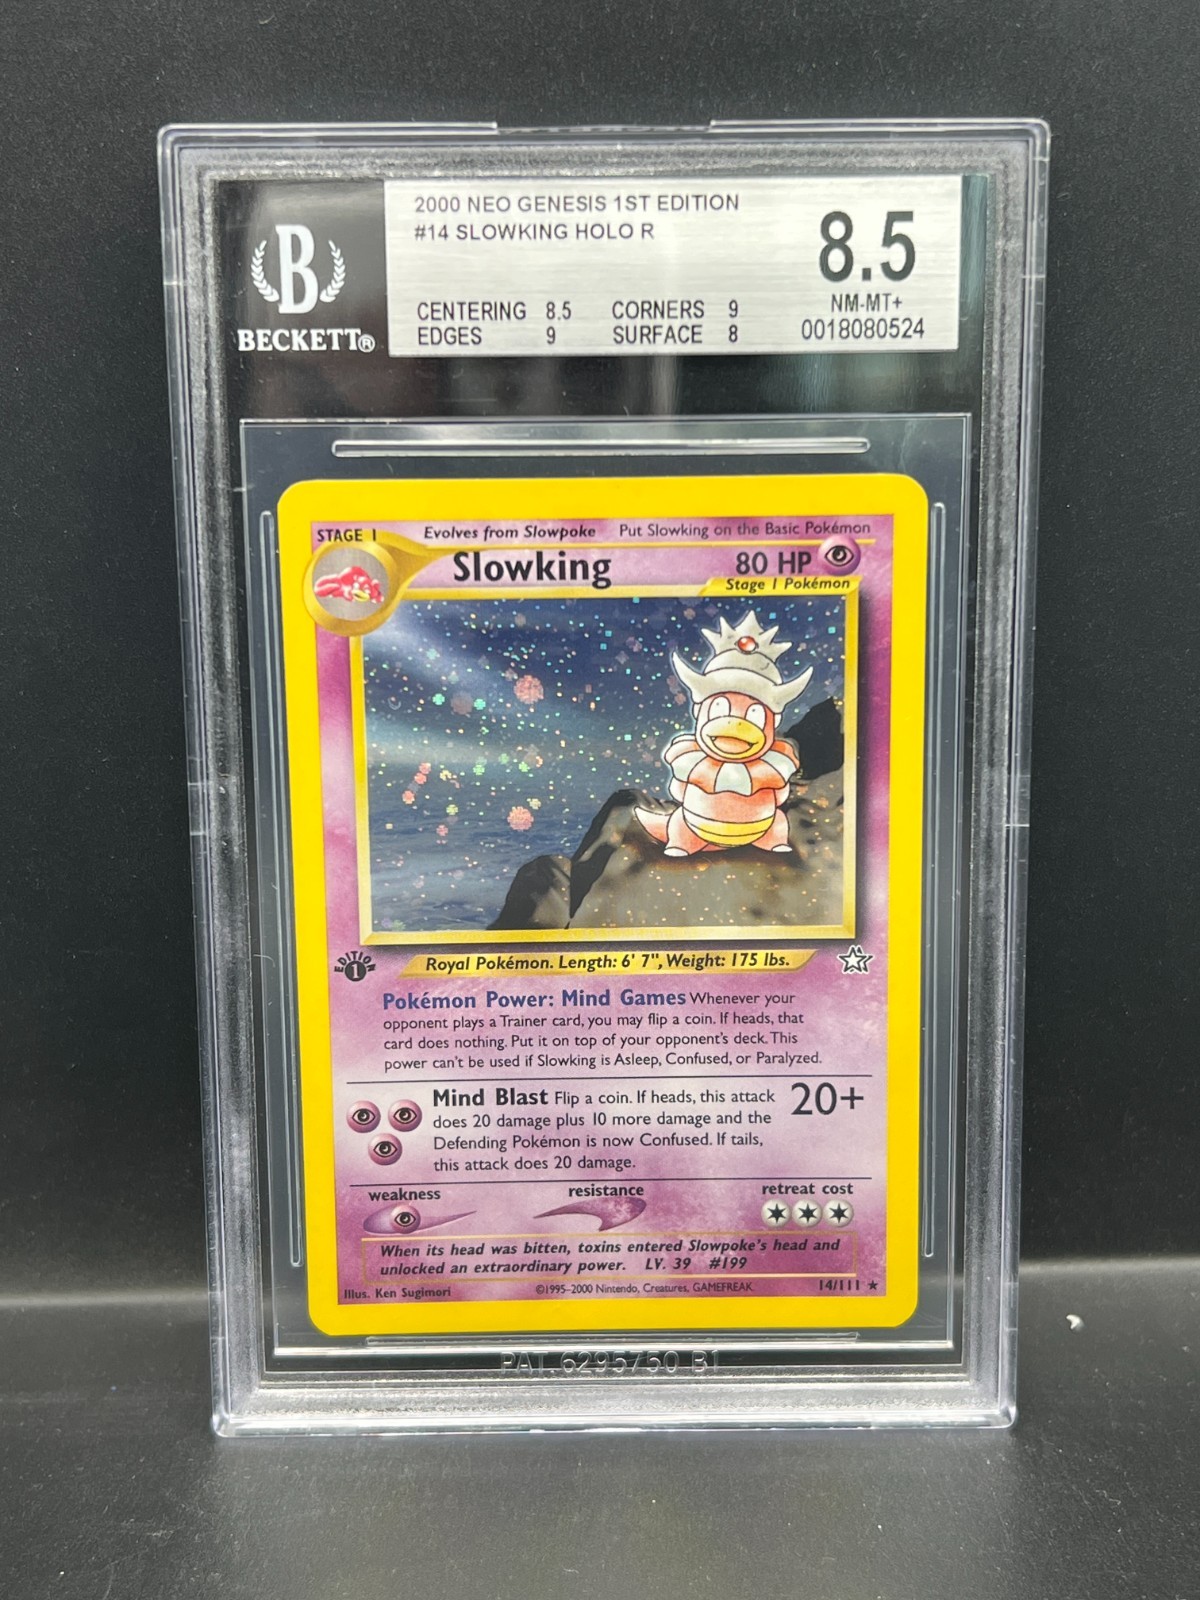 2000 NEO GENESIS 1ST EDITION
#14 SLOWKING HOLO R
8.5
CENTERING 8.5 CORNERS 9
EDGES 9 SURFACE 8
NM-MT+
0018080524
B
BECKETT®
STAGE 1 Evolves from Slowpoke Put Slowking on the Basic Pokémon
Slowking 80 HP
Stage 1 Pokémon
EDITION
1
Royal Pokémon. Length: 6' 7", Weight: 175 lbs.
Pokémon Power: Mind Games Whenever your
opponent plays a Trainer card, you may flip a coin. If heads, that
card does nothing. Put it on top of your opponent's deck. This
power can't be used if Slowking is Asleep, Confused, or Paralyzed.
Mind Blast Flip a coin. If heads, this attack 20+
does 20 damage plus 10 more damage and the
Defending Pokémon is now Confused. If tails,
this attack does 20 damage.
weakness resistance retreat cost
When its head was bitten, toxins entered Slowpoke's head and
unlocked an extraordinary power. LV. 39 #199
Illus. Ken Sugimori ©1995-2000 Nintendo, Creatures, GAMEFREAK. 14/111 ★
PAT. 6295750 B1